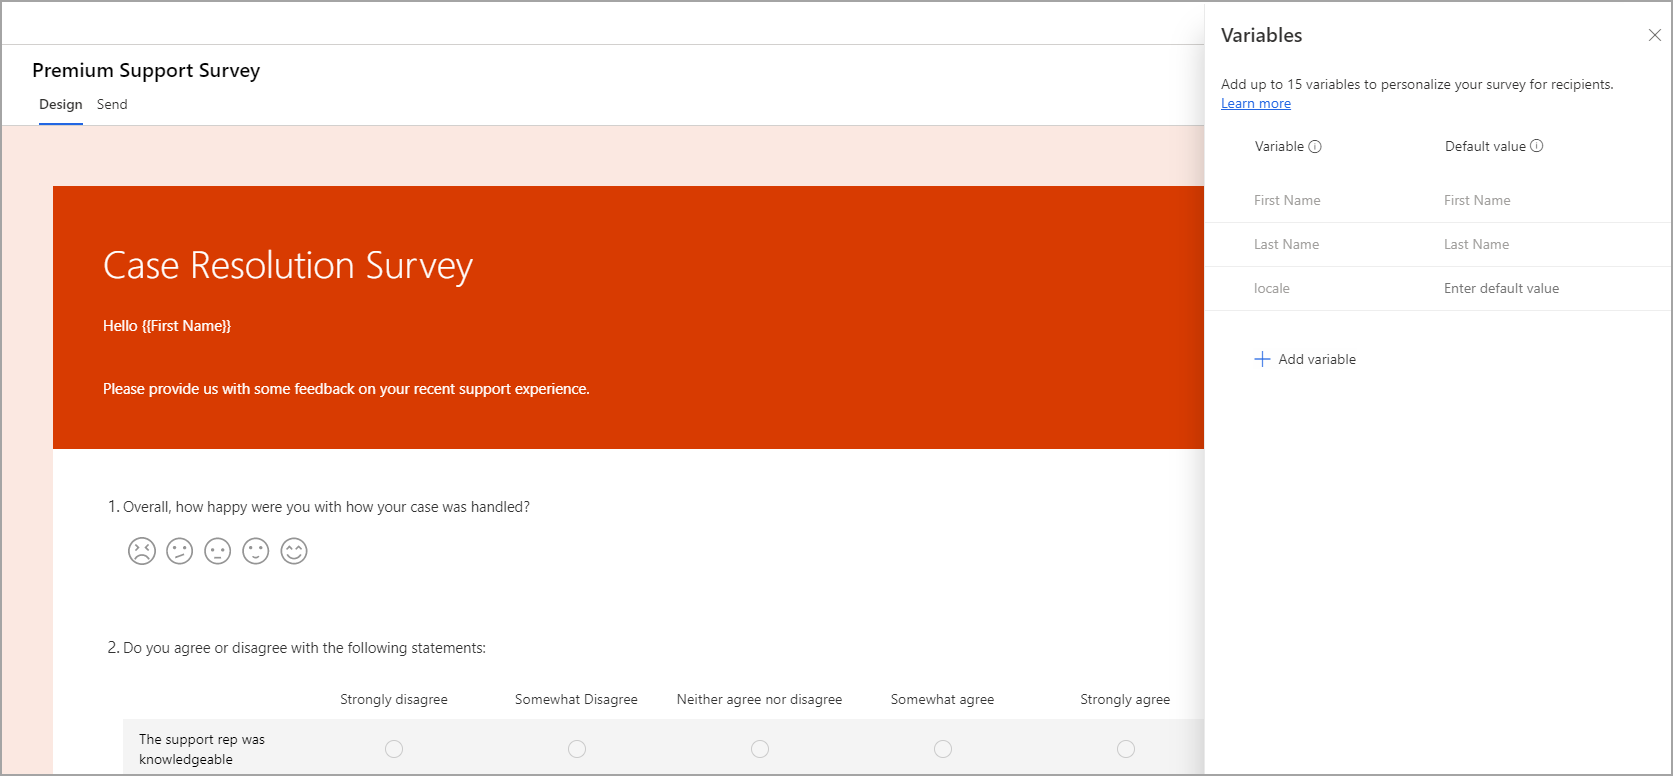 Premium Support Survey
Design Send
Case Resolution Survey
Hello {{First Name}}
Please provide us with some feedback on your recent support experience.
1. Overall, how happy were you with how your case was handled?
2. Do you agree or disagree with the following statements:
Strongly disagree Somewhat Disagree Neither agree nor disagree Somewhat agree Strongly agree
The support rep was
knowledgeable
Variables
Add up to 15 variables to personalize your survey for recipients.
Learn more
Variable Default value
First Name First Name
Last Name Last Name
locale Enter default value
Add variable